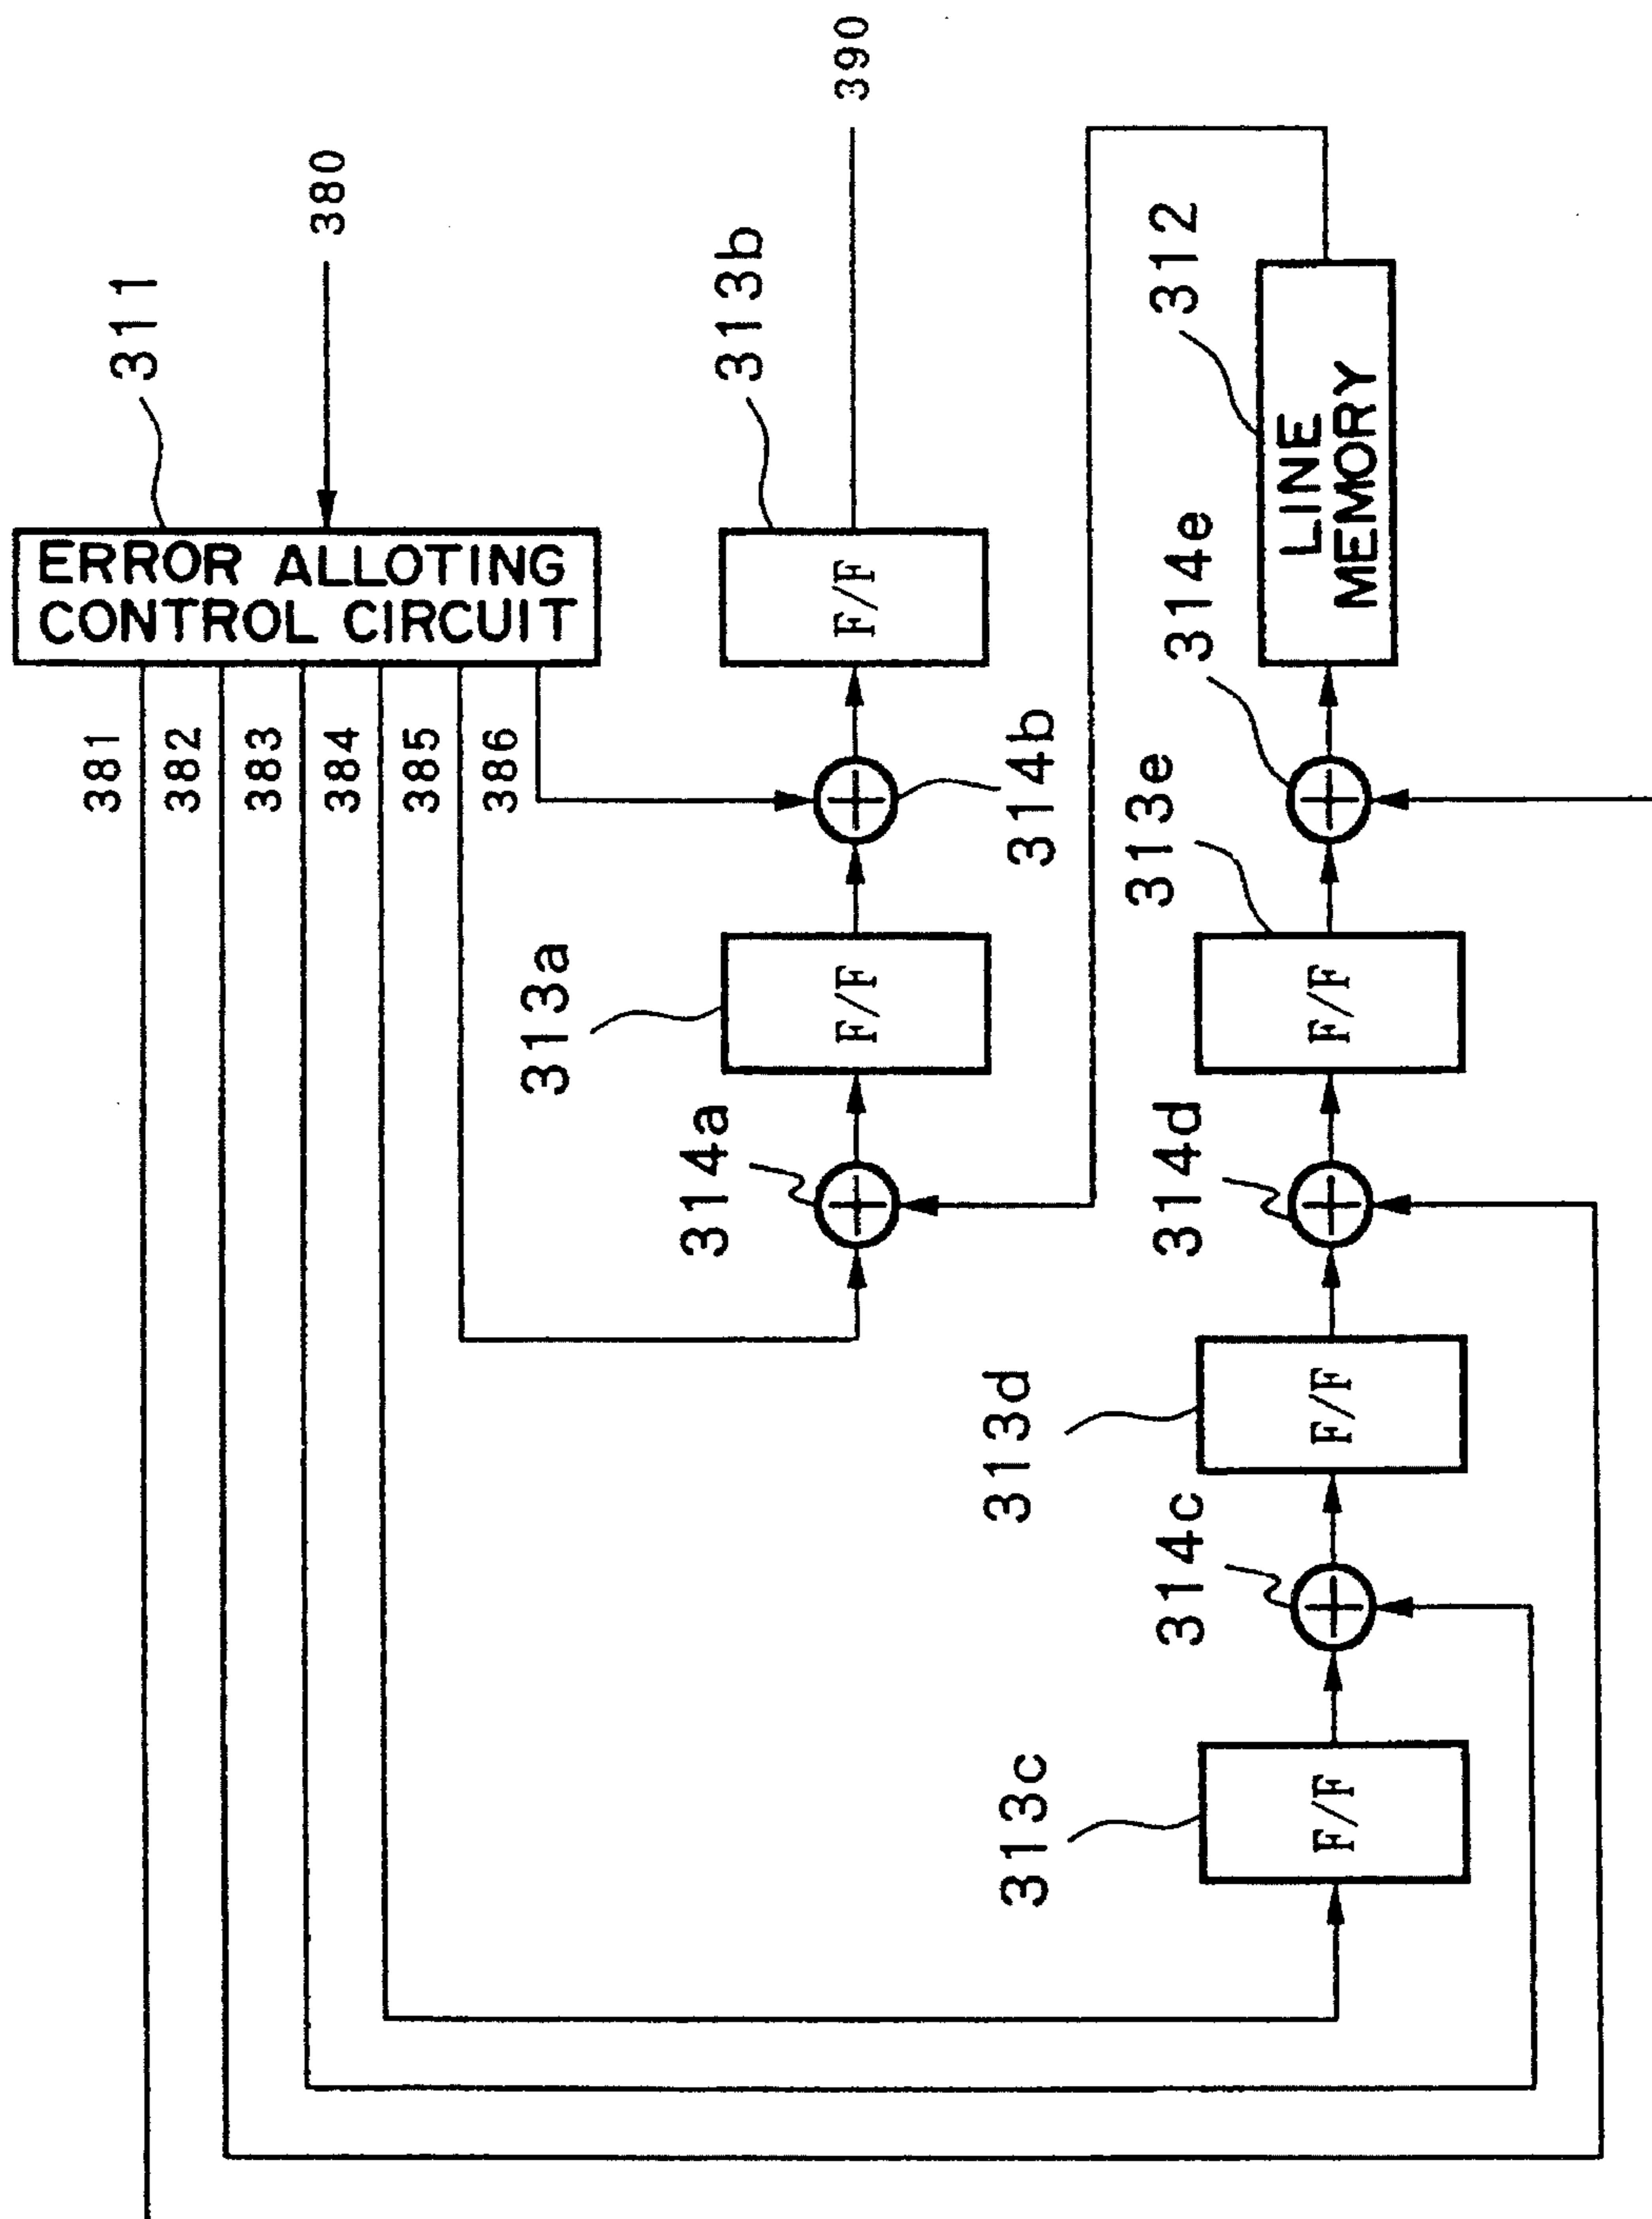 311
ERROR ALLOTING
CONTROL CIRCUIT
380
381
382
383
384
385
386
390
313b
F/F
314b
313a
F/F
314a
312
LINE
MEMORY
314e
313e
F/F
314d
313d
F/F
314c
313c
F/F